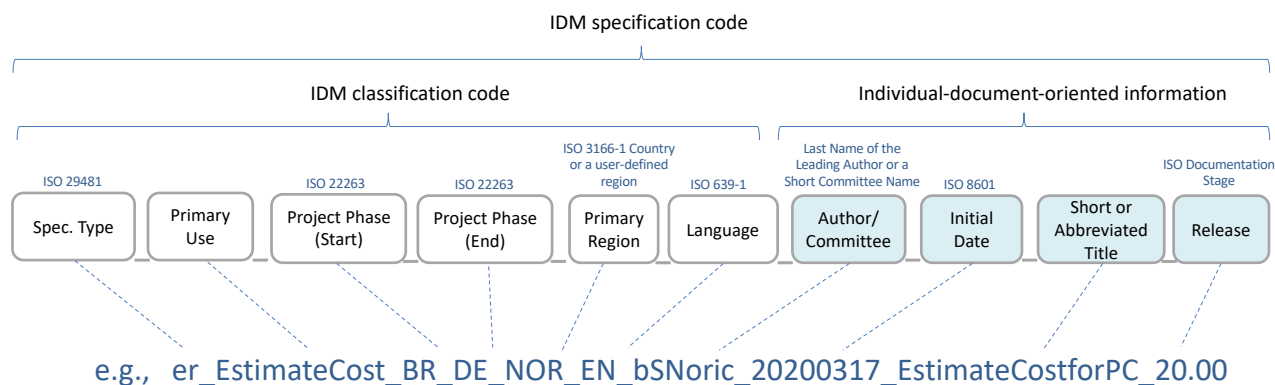 IDM specification code
IDM classification code
Individual-document-oriented information
ISO 29481
ISO 22263
ISO 22263
ISO 3166-1 Country
or a user-defined
region
ISO 639-1
Last Name of the
Leading Author or a
Short Committee Name
ISO 8601
ISO Documentation
Stage
Spec. Type
Primary
Use
Project Phase
(Start)
Project Phase
(End)
Primary
Region
Language
Author/
Committee
Initial
Date
Short or
Abbreviated
Title
Release
e.g., er_EstimateCost_BR_DE_NOR_EN_bSNoric_20200317_EstimateCostforPC_20.00